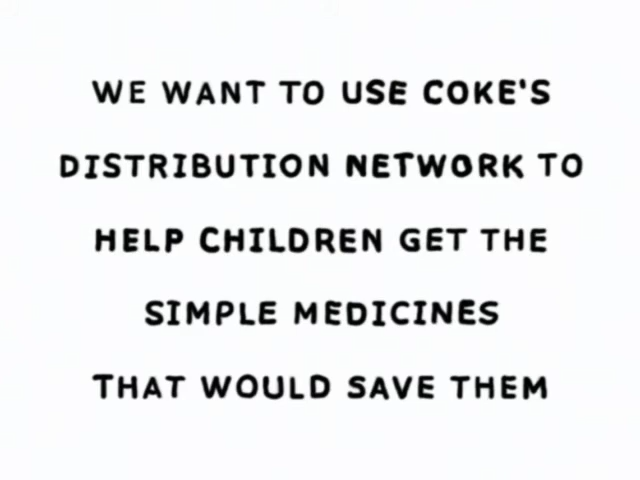 WE WANT TO USE COKE'S
DISTRIBUTION NETWORK TO
HELP CHILDREN GET THE
SIMPLE MEDICINES
THAT WOULD SAVE THEM